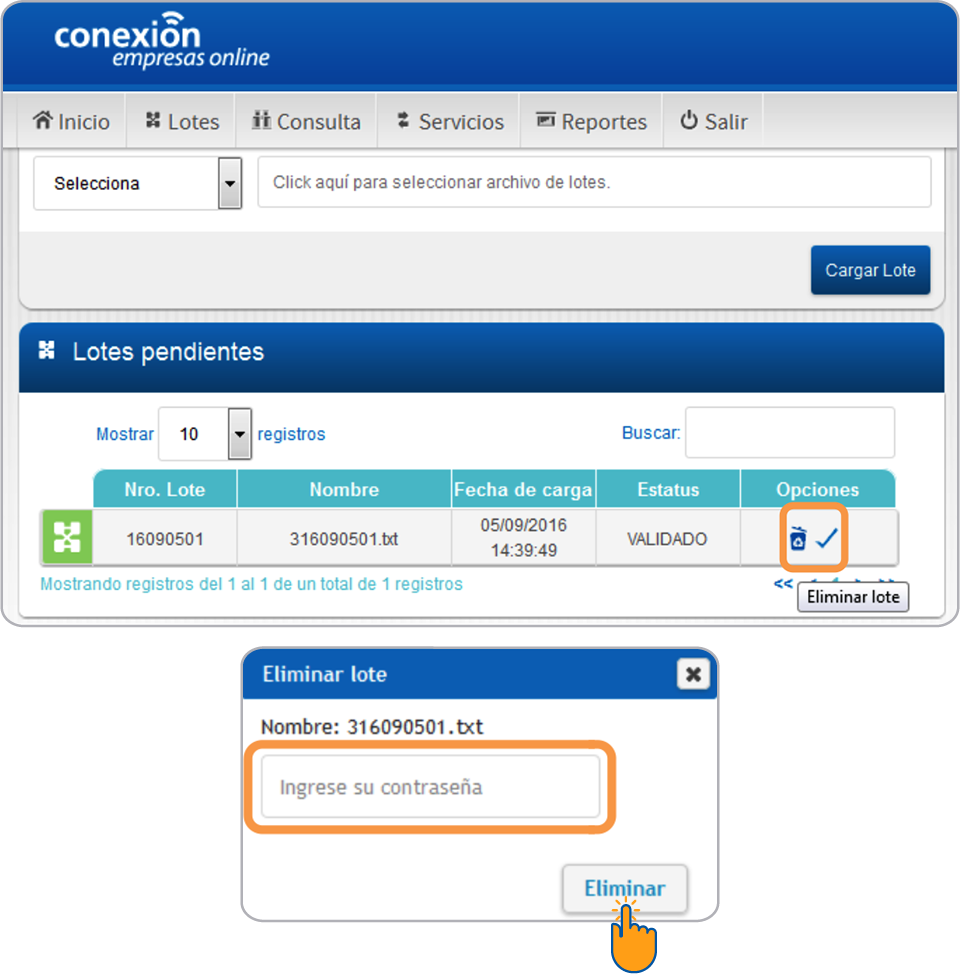 conexión
empresas online
Inicio Lotes Consulta Servicios Reportes Salir
Selecciona Click aquí para seleccionar archivo de lotes.
Cargar Lote
Lotes pendientes
Mostrar 10 registros Buscar:
Nro. Lote Nombre Fecha de carga Estatus Opciones
16090501 316090501.txt 05/09/2016 14:39:49 VALIDADO
Mostrando registros del 1 al 1 de un total de 1 registros <<
Eliminar lote
Eliminar lote
Nombre: 316090501.txt
Ingrese su contraseña
Eliminar